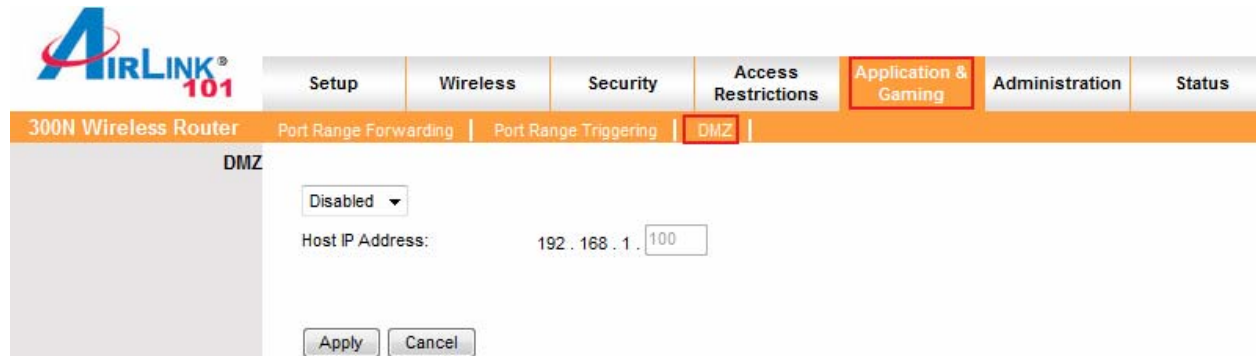 AIRLINK®
101
Setup Wireless Security Access Restrictions Application & Gaming Administration Status
300N Wireless Router Port Range Forwarding | Port Range Triggering | DMZ |
DMZ
Disabled
Host IP Address: 192 . 168 . 1 . 100
Apply Cancel